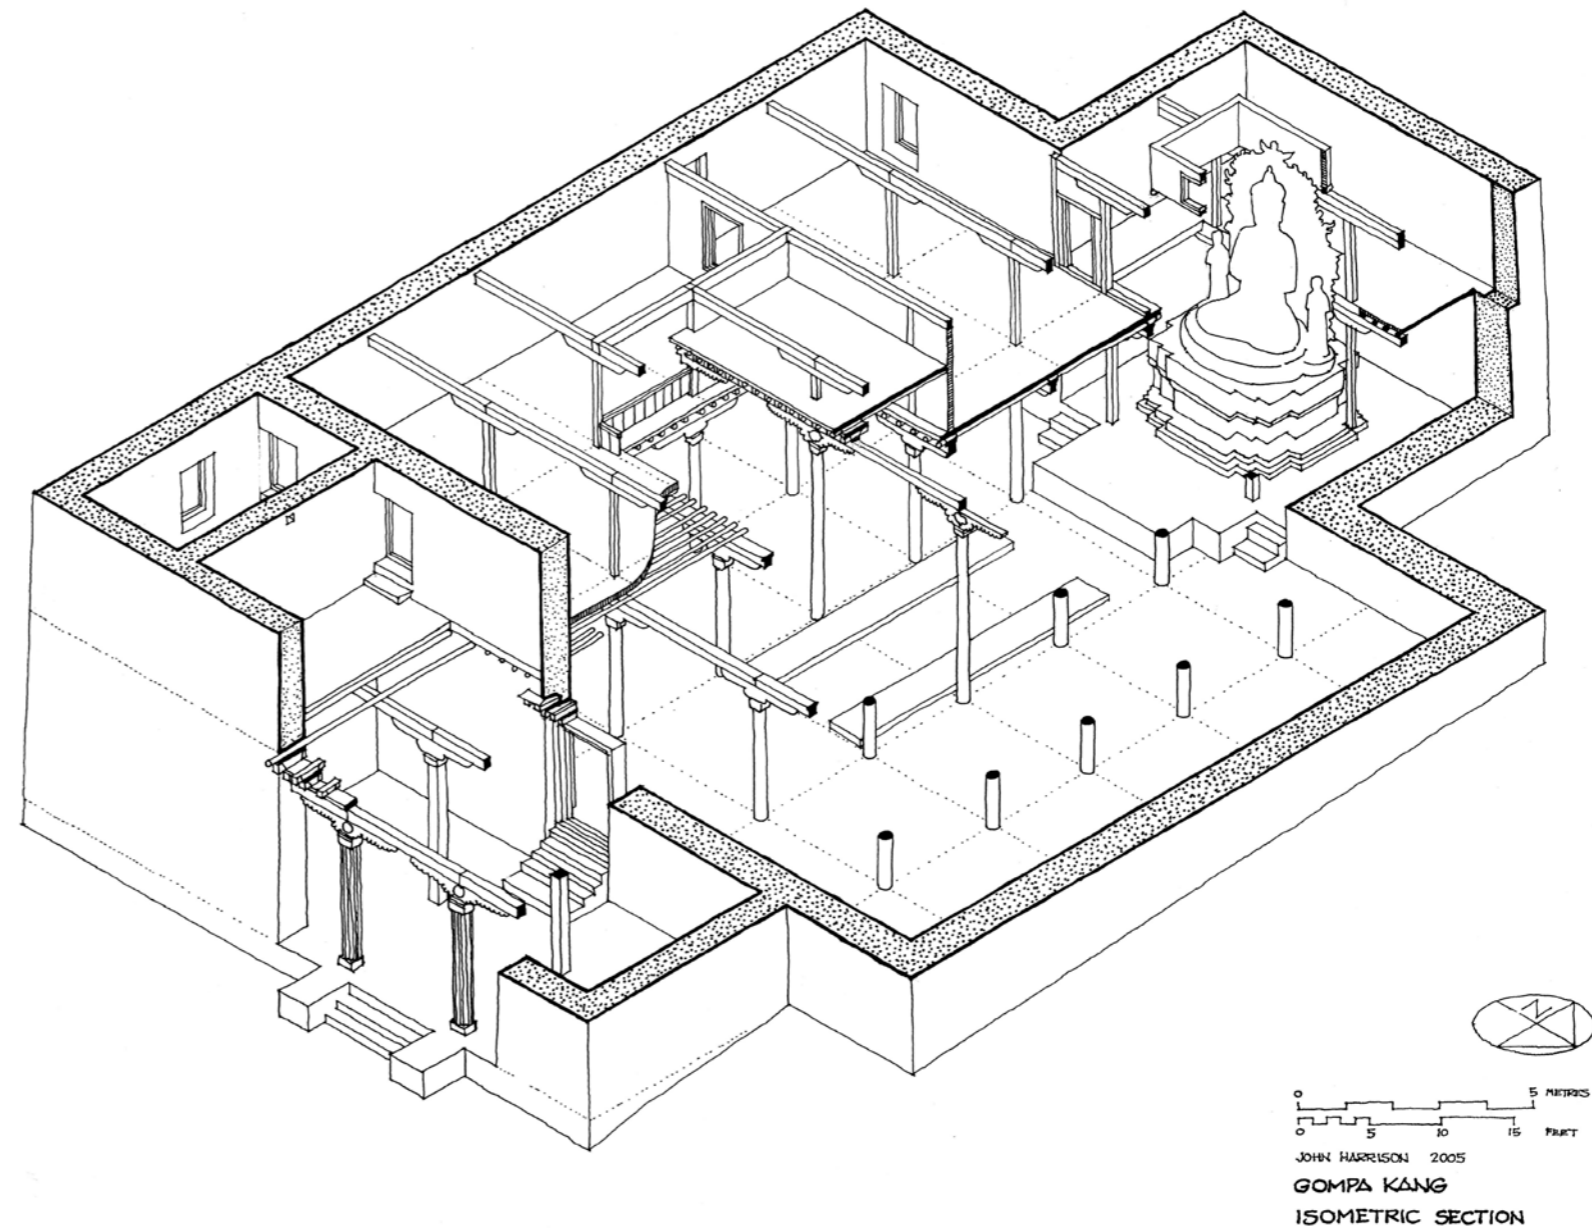 N
0 5 METRES
0 5 10 15 FEET
JOHN HARRISON 2005
GOMPA KANG
ISOMETRIC SECTION